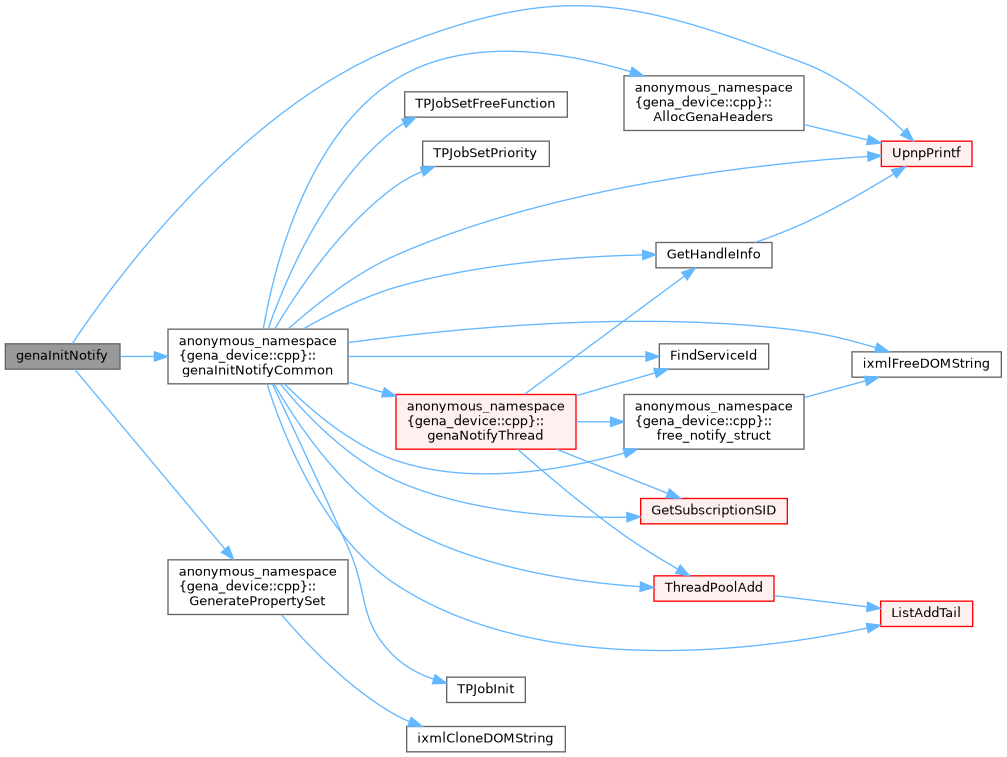 genaInitNotify
anonymous_namespace
{gena_device::cpp}::
genaInitNotifyCommon
anonymous_namespace
{gena_device::cpp}::
GeneratePropertySet
TPJobSetFreeFunction
TPJobSetPriority
anonymous_namespace
{gena_device::cpp}::
genaNotifyThread
TPJobInit
ixmlCloneDOMString
anonymous_namespace
{gena_device::cpp}::
AllocGenaHeaders
GetHandleInfo
FindServiceId
anonymous_namespace
{gena_device::cpp}::
free_notify_struct
GetSubscriptionSID
ThreadPoolAdd
UpnpPrintf
ixmlFreeDOMString
ListAddTail